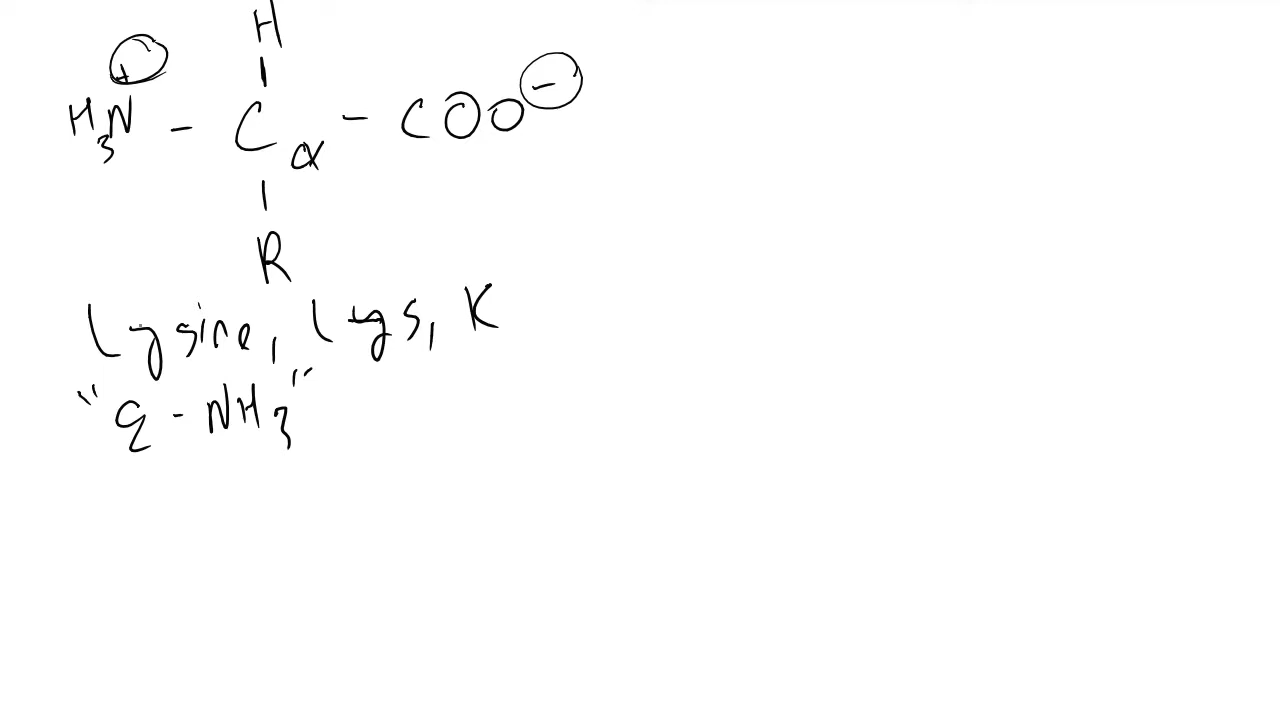 H
|
H₃N⁺ - Cα - COO⁻
|
R
Lysine, Lys, K
"ε - NH₃"